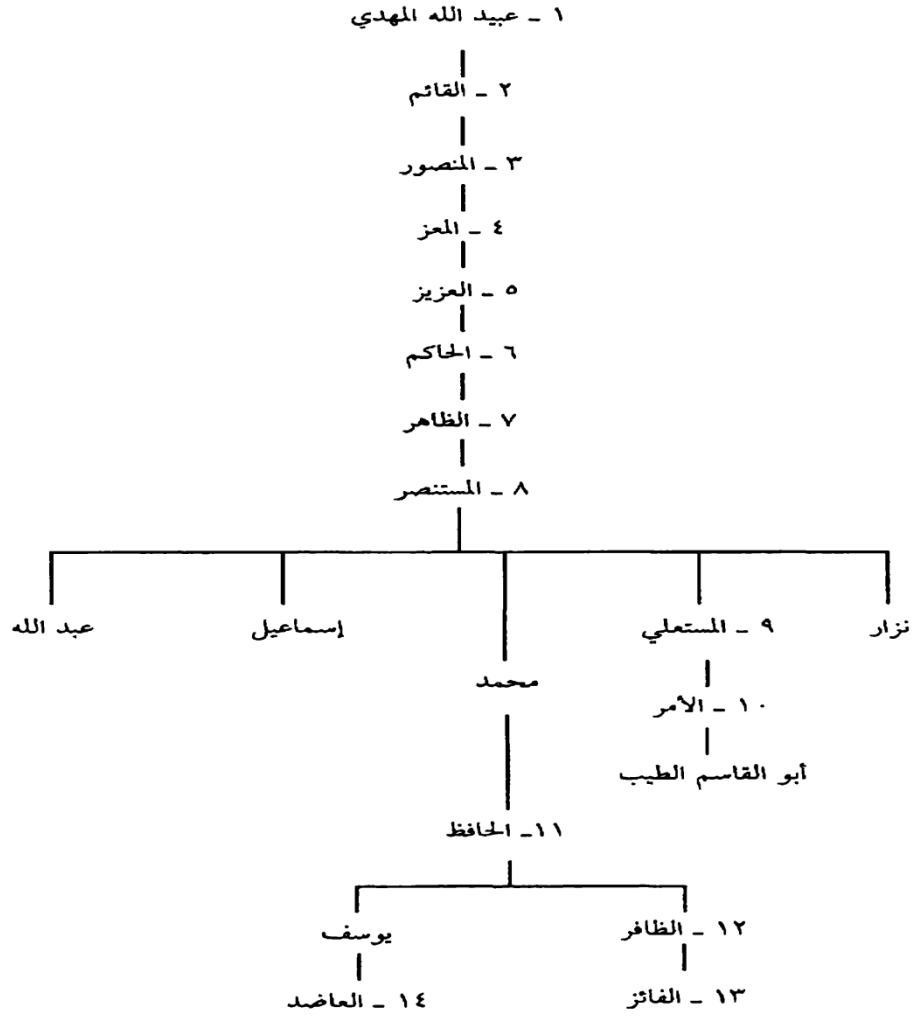 ١ - عبيد الله المهدي
٢ - القائم
٣ - المنصور
٤ - المعز
٥ - العزيز
٦ - الحاكم
٧ - الظاهر
٨ - المستنصر
نزار
٩ - المستعلي
إسماعيل
عبد الله
محمد
١٠ - الأمر
أبو القاسم الطيب
١١ - الحافظ
١٢ - الظافر
يوسف
١٣ - الفائز
١٤ - العاضد